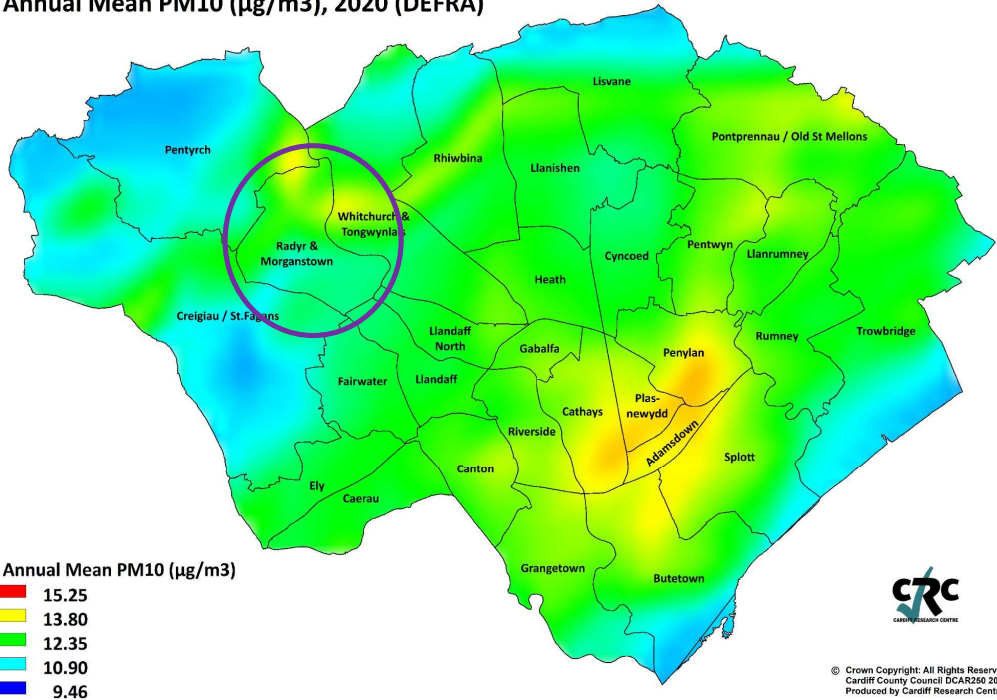 Annual Mean PM10 (µg/m3), 2020 (DEFRA)
Lisvane
Pentyrch
Pontprennau / Old St Mellons
Rhiwbina
Llanishen
Whitchurch &
Tongwynlais
Radyr &
Morganstown
Pentwyn
Llanrumney
Cyncoed
Heath
Creigiau / St.Fagans
Llandaff
North
Gabalfa
Penylan
Rumney
Trowbridge
Fairwater
Llandaff
Plas-
newydd
Cathays
Riverside
Adamsdown
Splott
Canton
Ely
Caerau
Grangetown
Butetown
Annual Mean PM10 (µg/m3)
15.25
13.80
12.35
10.90
9.46
CRC
CARDIFF RESEARCH CENTRE
© Crown Copyright: All Rights Reserv
Cardiff County Council DCAR250 20
Produced by Cardiff Research Centr